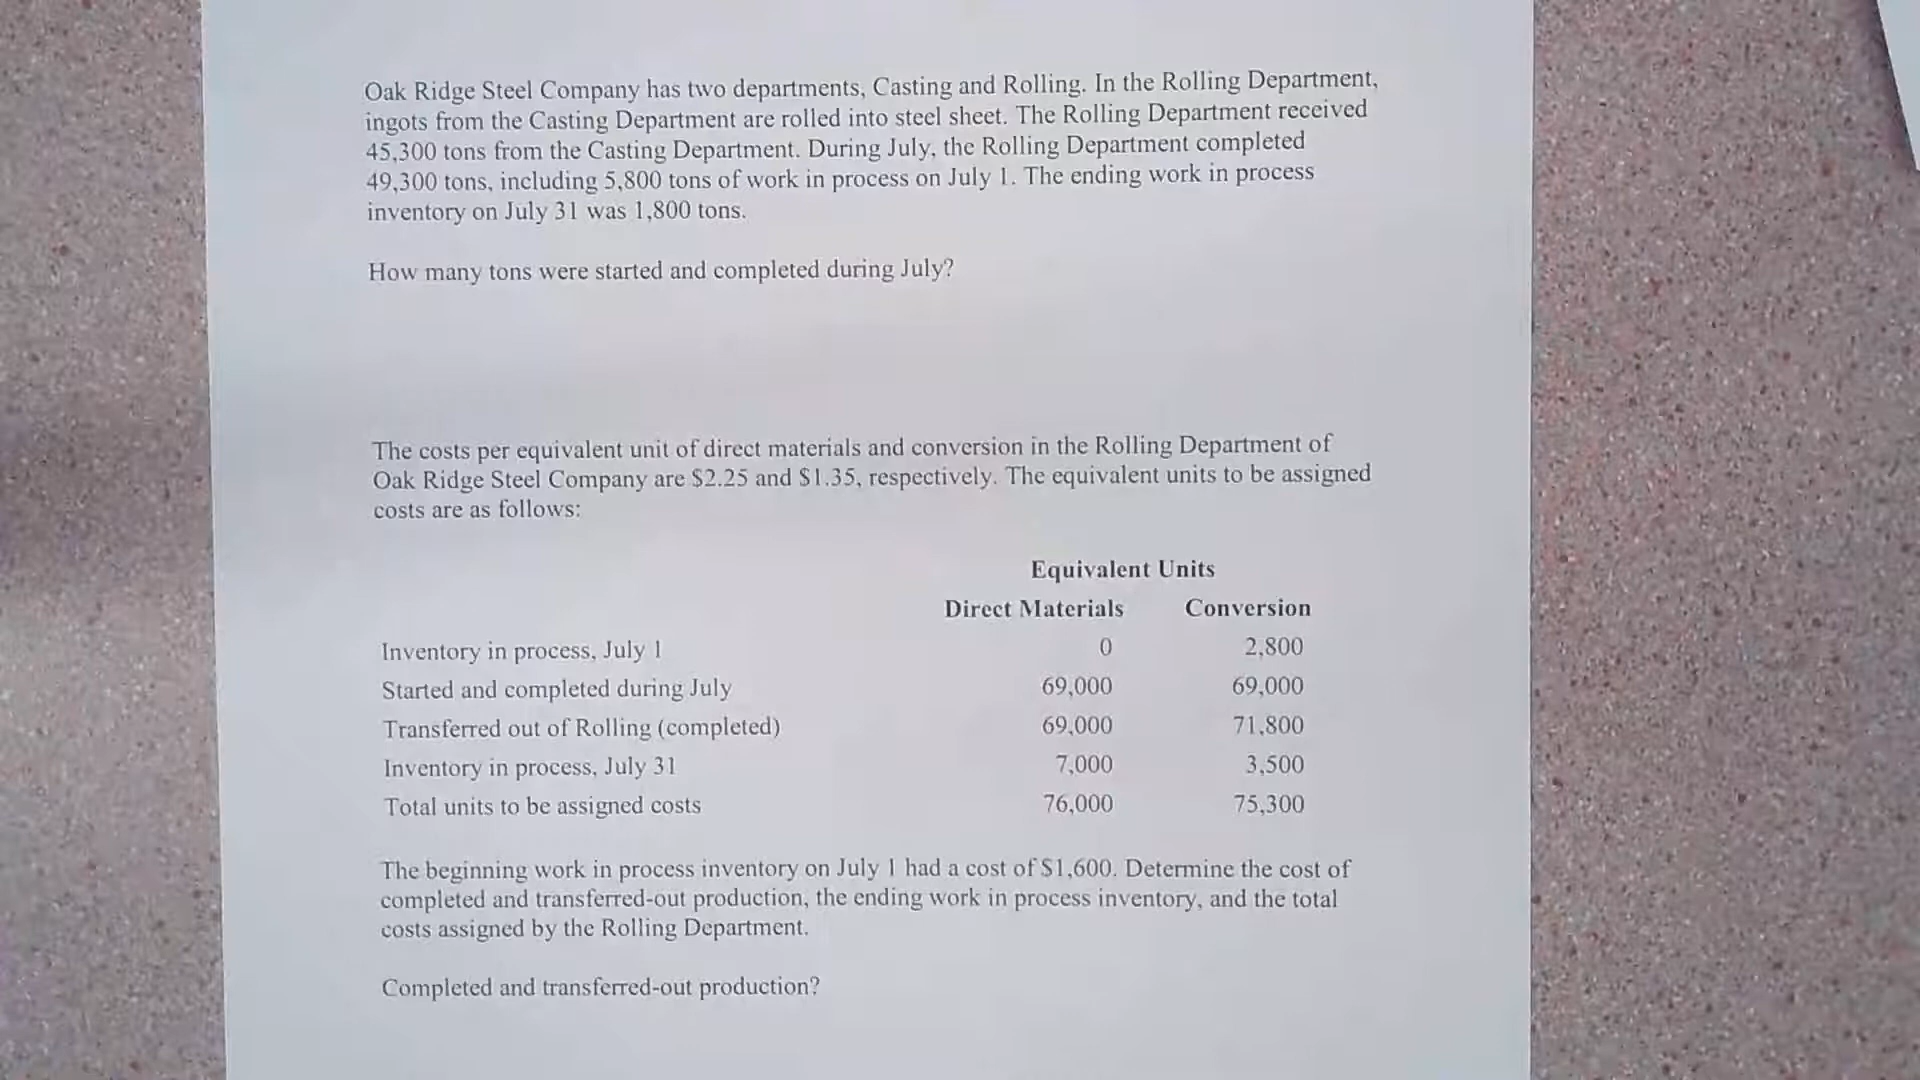 Oak Ridge Steel Company has two departments, Casting and Rolling. In the Rolling Department,
ingots from the Casting Department are rolled into steel sheet. The Rolling Department received
45,300 tons from the Casting Department. During July, the Rolling Department completed
49,300 tons, including 5,800 tons of work in process on July 1. The ending work in process
inventory on July 31 was 1,800 tons.
How many tons were started and completed during July?
The costs per equivalent unit of direct materials and conversion in the Rolling Department of
Oak Ridge Steel Company are $2.25 and $1.35, respectively. The equivalent units to be assigned
costs are as follows:
Equivalent Units
Direct Materials Conversion
Inventory in process, July 1 0 2,800
Started and completed during July 69,000 69,000
Transferred out of Rolling (completed) 69,000 71,800
Inventory in process, July 31 7,000 3,500
Total units to be assigned costs 76,000 75,300
The beginning work in process inventory on July 1 had a cost of $1,600. Determine the cost of
completed and transferred-out production, the ending work in process inventory, and the total
costs assigned by the Rolling Department.
Completed and transferred-out production?